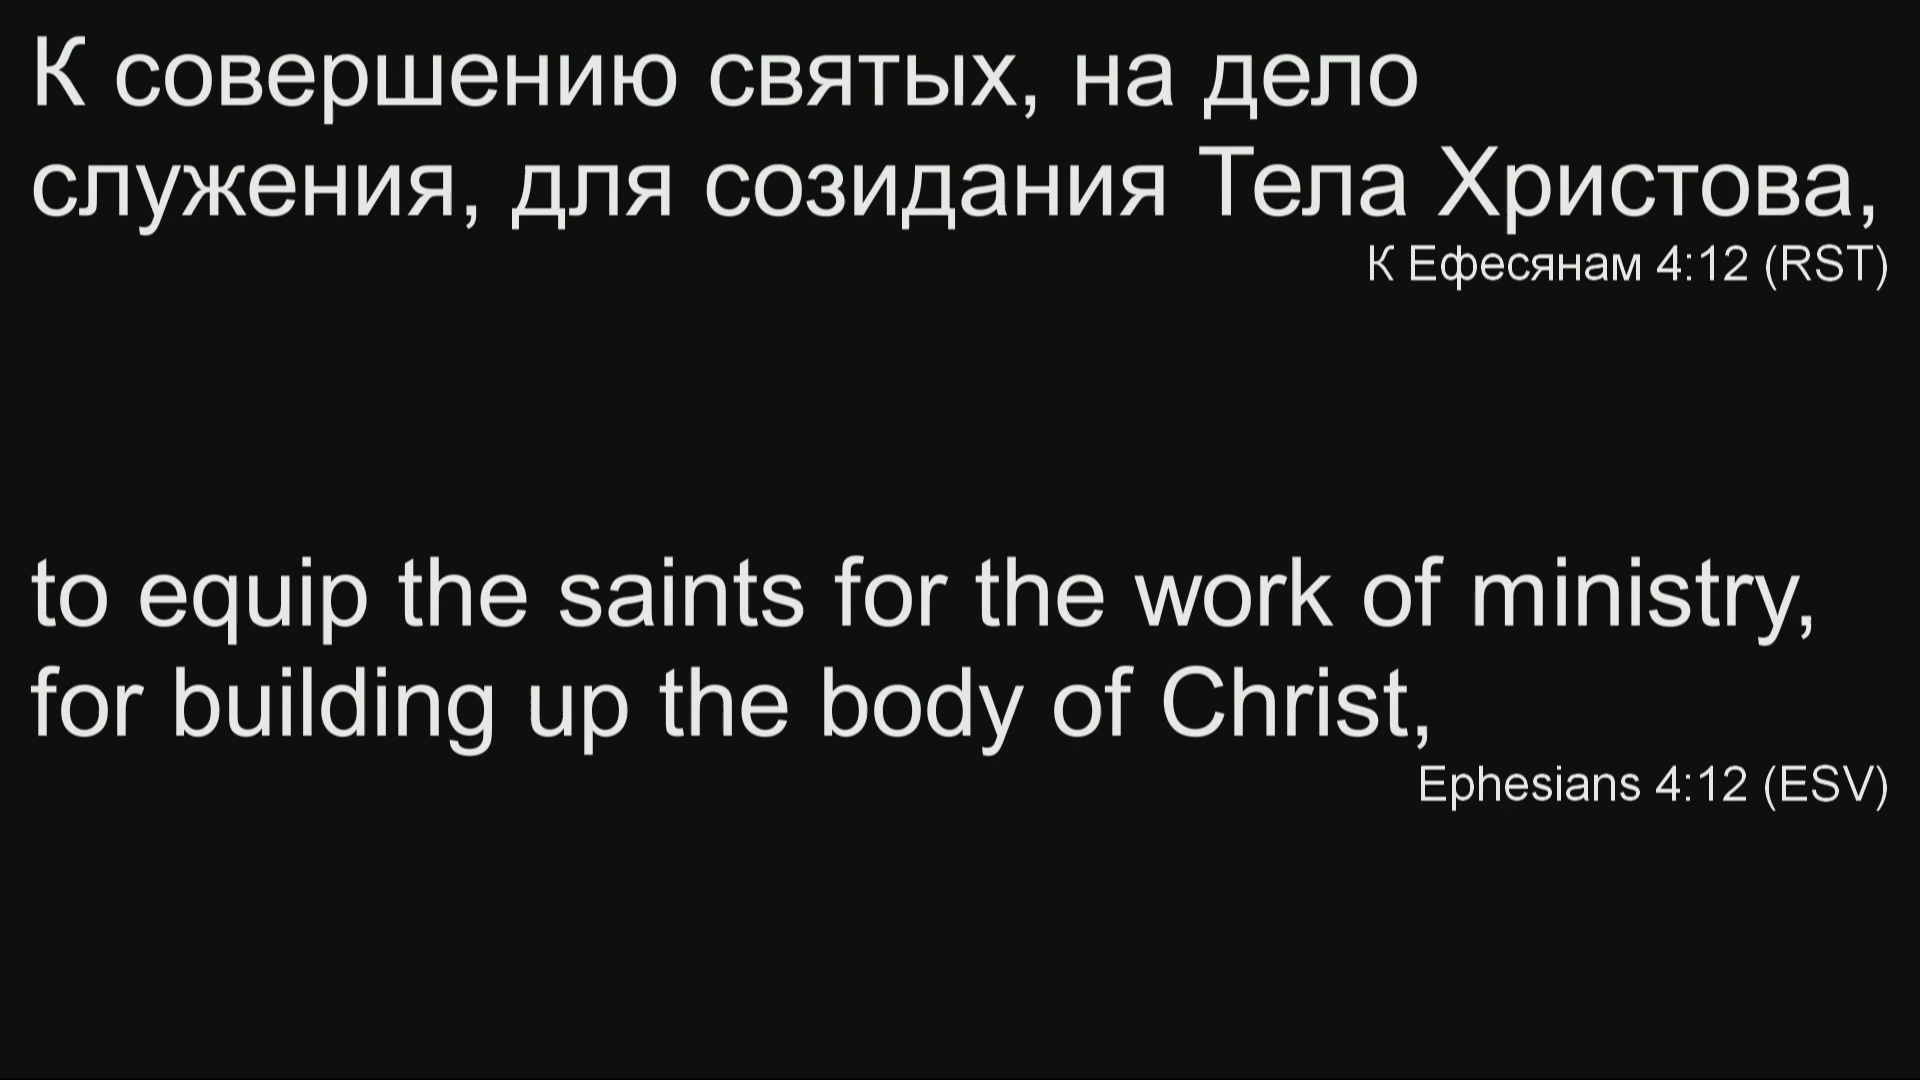 К совершению святых, на дело
служения, для созидания Тела Христова,
К Ефесянам 4:12 (RST)
to equip the saints for the work of ministry,
for building up the body of Christ,
Ephesians 4:12 (ESV)